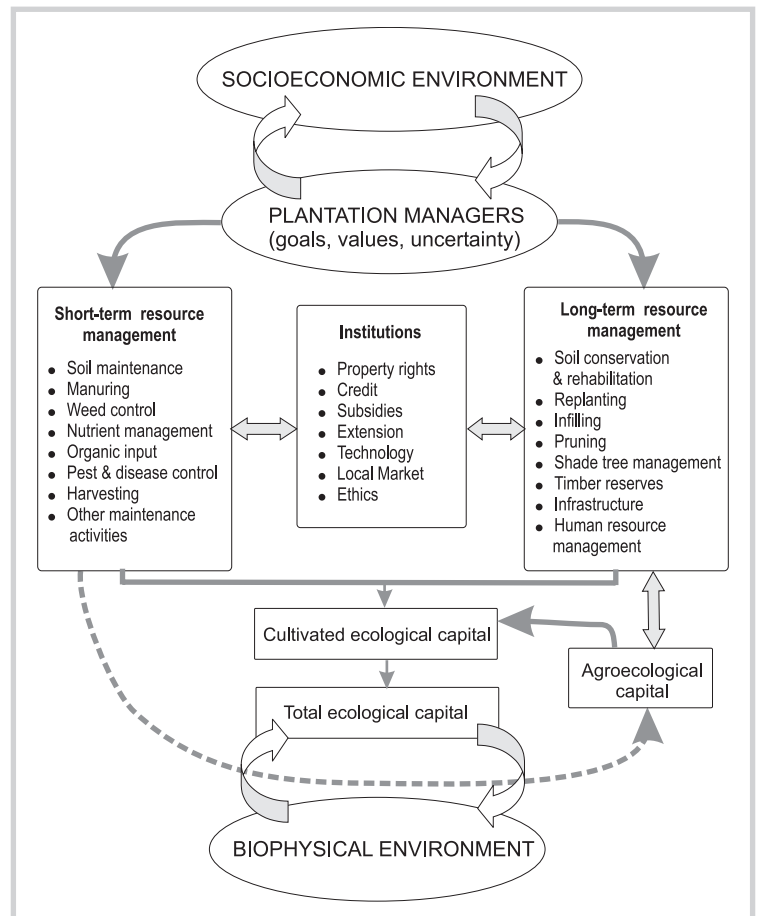 SOCIOECONOMIC ENVIRONMENT
PLANTATION MANAGERS
(goals, values, uncertainty)
Short-term resource
management
• Soil maintenance
• Manuring
• Weed control
• Nutrient management
• Organic input
• Pest & disease control
• Harvesting
• Other maintenance
activities
Institutions
• Property rights
• Credit
• Subsidies
• Extension
• Technology
• Local Market
• Ethics
Long-term resource
management
• Soil conservation
& rehabilitation
• Replanting
• Infilling
• Pruning
• Shade tree management
• Timber reserves
• Infrastructure
• Human resource
management
Cultivated ecological capital
Agroecological
capital
Total ecological capital
BIOPHYSICAL ENVIRONMENT